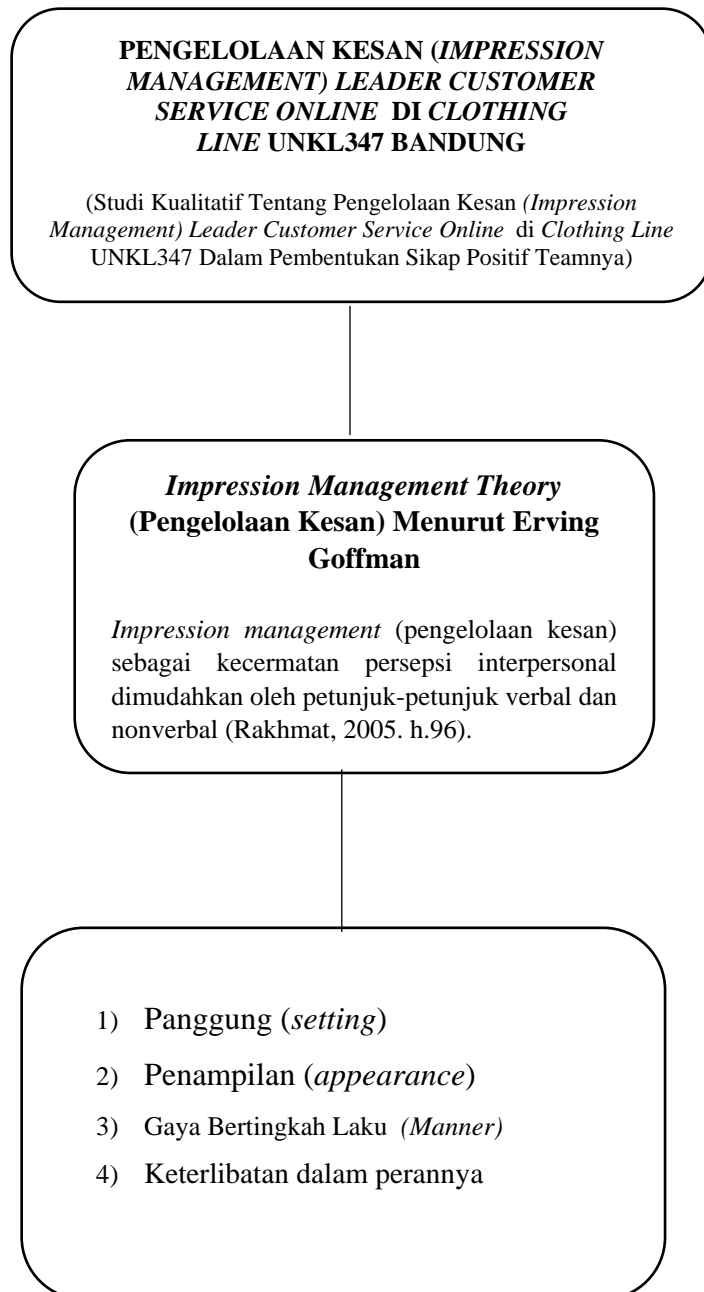 PENGELOLAAN KESAN (IMPRESSION
MANAGEMENT) LEADER CUSTOMER
SERVICE ONLINE DI CLOTHING
LINE UNKL347 BANDUNG
(Studi Kualitatif Tentang Pengelolaan Kesan (Impression
Management) Leader Customer Service Online di Clothing Line
UNKL347 Dalam Pembentukan Sikap Positif Teamnya)
Impression Management Theory
(Pengelolaan Kesan) Menurut Erving
Goffman
Impression management (pengelolaan kesan)
sebagai kecermatan persepsi interpersonal
dimudahkan oleh petunjuk-petunjuk verbal dan
nonverbal (Rakhmat, 2005. h.96).
1) Panggung (setting)
2) Penampilan (appearance)
3) Gaya Bertingkah Laku (Manner)
4) Keterlibatan dalam perannya